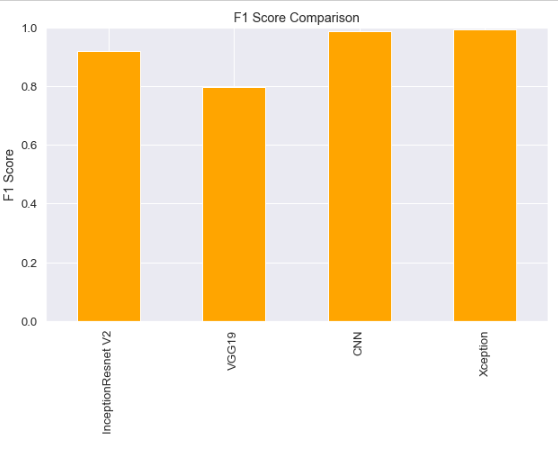 F1 Score Comparison
1.0
0.8
0.6
0.4
0.2
0.0
F1 Score
InceptionResnet V2
VGG19
CNN
Xception